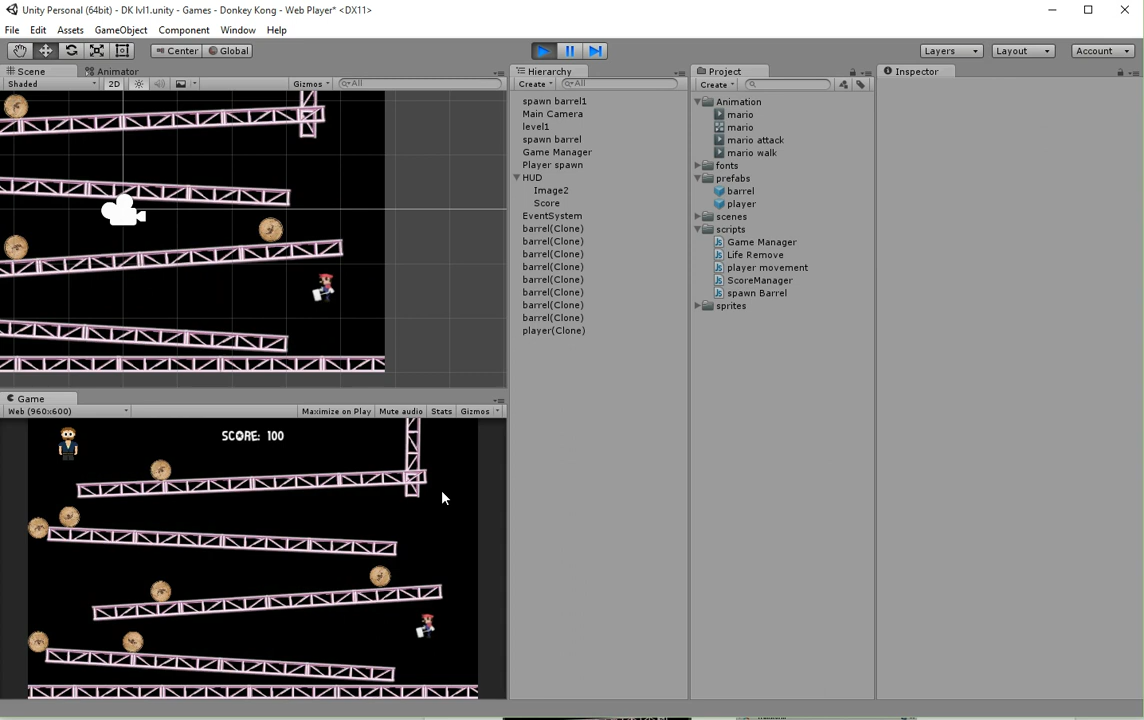 Unity Personal (64bit) - DK lvl1.unity - Games - Donkey Kong - Web Player* <DX11>
File Edit Assets GameObject Component Window Help
Center Global Layers Layout Account
Scene Animator
Shaded 2D Gizmos All
Game
Web (960x600) Maximize on Play Mute audio Stats Gizmos
SCORE: 100
Hierarchy
Create All
spawn barrel1
Main Camera
level1
spawn barrel
Game Manager
Player spawn
HUD
Image2
Score
EventSystem
barrel(Clone)
barrel(Clone)
barrel(Clone)
barrel(Clone)
barrel(Clone)
barrel(Clone)
barrel(Clone)
barrel(Clone)
player(Clone)
Project
Create
Animation
mario
mario
mario attack
mario walk
fonts
prefabs
barrel
player
scenes
scripts
Game Manager
Life Remove
player movement
ScoreManager
spawn Barrel
sprites
Inspector